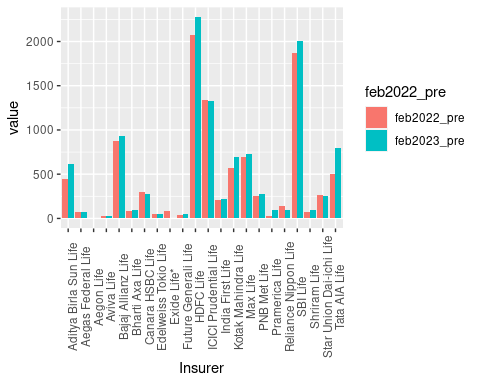 2000
1500
1000
500
0
value
Aditya Birla Sun Life
Aegas Federal Life
Aegon Life
Aviva Life
Bajaj Allianz Life
Bharti Axa Life
Canara HSBC Life
Edelweiss Tokio Life
Exide Life*
Future Generali Life
HDFC Life
ICICI Prudential Life
India First Life
Kotak Mahindra Life
Max Life
PNB Met Life
Pramerica Life
Reliance Nippon Life
SBI Life
Shriram Life
Star Union Dai-ichi Life
Tata AIA Life
Insurer
feb2022_pre
feb2022_pre
feb2023_pre